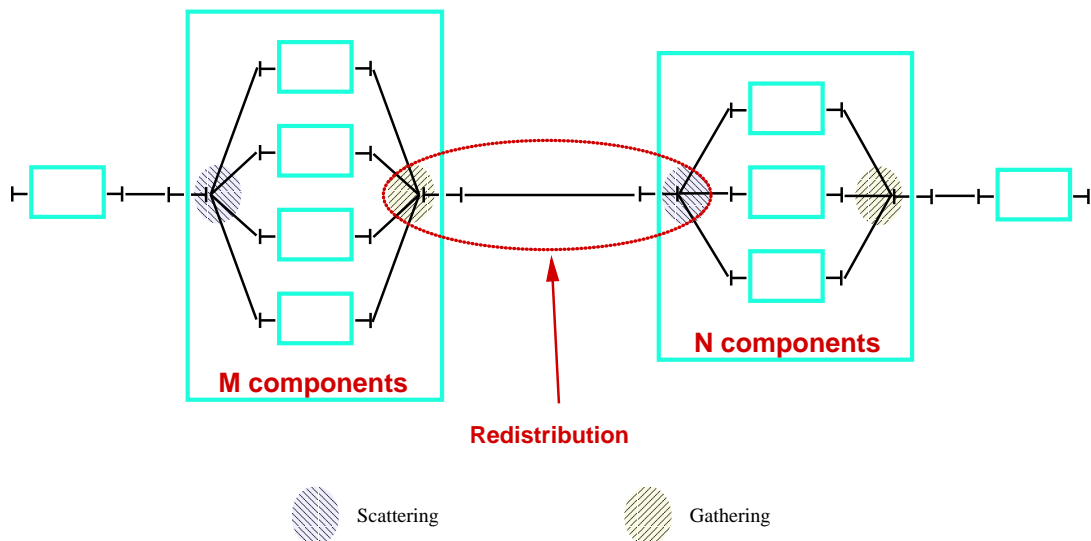 N components
M components
Redistribution
Scattering
Gathering